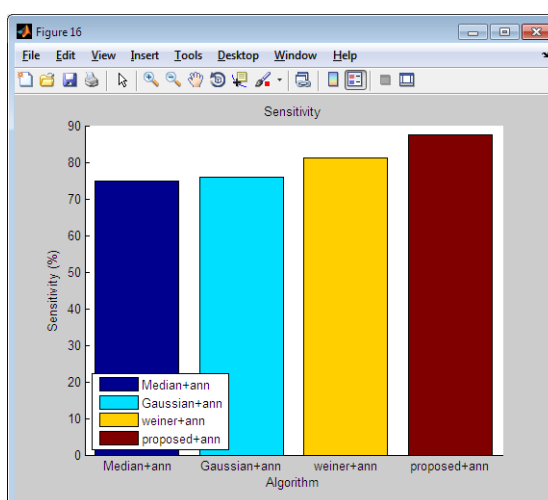 Figure 16
File Edit View Insert Tools Desktop Window Help
Sensitivity
90
80
70
60
50
40
30
20
10
0
Sensitivity (%)
Median+ann
Gaussian+ann
weiner+ann
proposed+ann
Median+ann Gaussian+ann weiner+ann proposed+ann
Algorithm